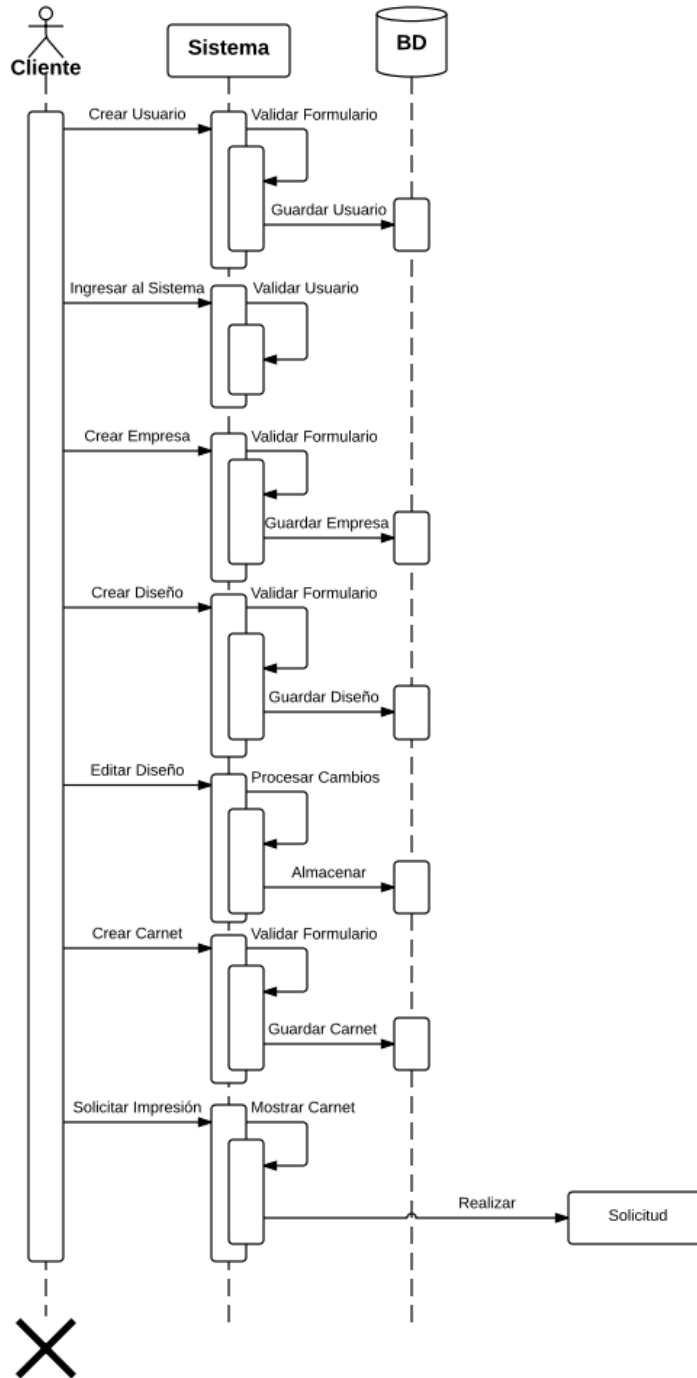 Cliente
Sistema
BD
Crear Usuario
Validar Formulario
Guardar Usuario
Ingresar al Sistema
Validar Usuario
Crear Empresa
Validar Formulario
Guardar Empresa
Crear Diseño
Validar Formulario
Guardar Diseño
Editar Diseño
Procesar Cambios
Almacenar
Crear Carnet
Validar Formulario
Guardar Carnet
Solicitar Impresión
Mostrar Carnet
Realizar
Solicitud